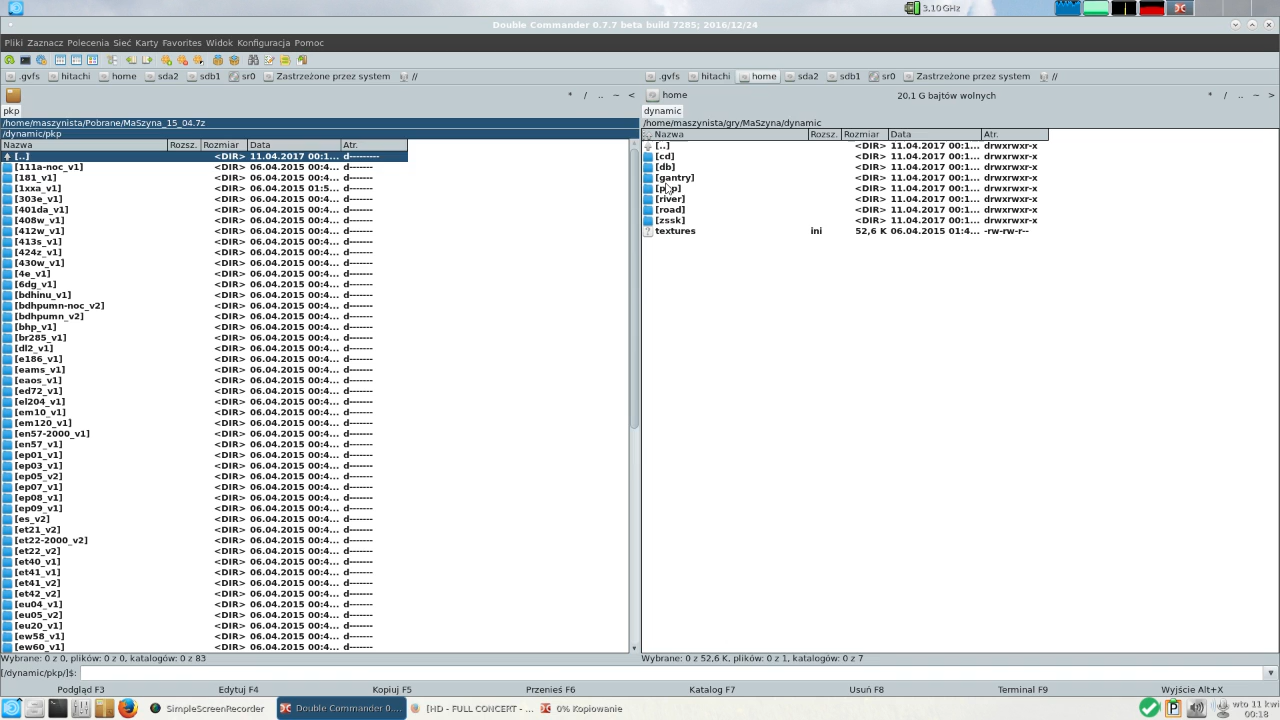 3.10 GHz
Double Commander 0.7.7 beta build 7285; 2016/12/24
Pliki Zaznacz Polecenia Sieć Karty Favorites Widok Konfiguracja Pomoc
.gvfs hitachi home sda2 sdb1 sr0 Zastrzeżone przez system //
.gvfs hitachi home sda2 sdb1 sr0 Zastrzeżone przez system //
* / .. ~ <
home 20.1 G bajtów wolnych * / .. ~ >
pkp
dynamic
/home/maszynista/Pobrane/MaSzyna_15_04.7z
/home/maszynista/gry/MaSzyna/dynamic
/dynamic/pkp
Nazwa Rozsz. Rozmiar Data Atr.
[..] <DIR> 11.04.2017 00:1... d---------
[111a-noc_v1] <DIR> 06.04.2015 00:4... d-------
[181_v1] <DIR> 06.04.2015 00:4... d-------
[1xxa_v1] <DIR> 06.04.2015 01:5... d-------
[303e_v1] <DIR> 06.04.2015 00:4... d-------
[401da_v1] <DIR> 06.04.2015 00:4... d-------
[408w_v1] <DIR> 06.04.2015 00:4... d-------
[412w_v1] <DIR> 06.04.2015 00:4... d-------
[413s_v1] <DIR> 06.04.2015 00:4... d-------
[424z_v1] <DIR> 06.04.2015 00:4... d-------
[430w_v1] <DIR> 06.04.2015 00:4... d-------
[4e_v1] <DIR> 06.04.2015 00:4... d-------
[6dg_v1] <DIR> 06.04.2015 00:4... d-------
[bdhinu_v1] <DIR> 06.04.2015 00:4... d-------
[bdhpumn-noc_v2] <DIR> 06.04.2015 00:4... d-------
[bdhpumn_v2] <DIR> 06.04.2015 00:4... d-------
[bhp_v1] <DIR> 06.04.2015 00:4... d-------
[br285_v1] <DIR> 06.04.2015 00:4... d-------
[dl2_v1] <DIR> 06.04.2015 00:4... d-------
[e186_v1] <DIR> 06.04.2015 00:4... d-------
[eams_v1] <DIR> 06.04.2015 00:4... d-------
[eaos_v1] <DIR> 06.04.2015 00:4... d-------
[ed72_v1] <DIR> 06.04.2015 00:4... d-------
[el204_v1] <DIR> 06.04.2015 00:4... d-------
[em10_v1] <DIR> 06.04.2015 00:4... d-------
[em120_v1] <DIR> 06.04.2015 00:4... d-------
[en57-2000_v1] <DIR> 06.04.2015 00:4... d-------
[en57_v1] <DIR> 06.04.2015 00:4... d-------
[ep01_v1] <DIR> 06.04.2015 00:4... d-------
[ep03_v1] <DIR> 06.04.2015 00:4... d-------
[ep05_v2] <DIR> 06.04.2015 00:4... d-------
[ep07_v1] <DIR> 06.04.2015 00:4... d-------
[ep08_v1] <DIR> 06.04.2015 00:4... d-------
[ep09_v1] <DIR> 06.04.2015 00:4... d-------
[es_v2] <DIR> 06.04.2015 00:4... d-------
[et21_v2] <DIR> 06.04.2015 00:4... d-------
[et22-2000_v2] <DIR> 06.04.2015 00:4... d-------
[et22_v2] <DIR> 06.04.2015 00:4... d-------
[et40_v1] <DIR> 06.04.2015 00:4... d-------
[et41_v1] <DIR> 06.04.2015 00:4... d-------
[et41_v2] <DIR> 06.04.2015 00:4... d-------
[et42_v2] <DIR> 06.04.2015 00:4... d-------
[eu04_v1] <DIR> 06.04.2015 00:4... d-------
[eu05_v2] <DIR> 06.04.2015 00:4... d-------
[eu20_v1] <DIR> 06.04.2015 00:4... d-------
[ew58_v1] <DIR> 06.04.2015 00:4... d-------
[ew60_v1] <DIR> 06.04.2015 00:4... d-------
Nazwa Rozsz. Rozmiar Data Atr.
[..] <DIR> 11.04.2017 00:1... drwxrwxr-x
[cd] <DIR> 11.04.2017 00:1... drwxrwxr-x
[db] <DIR> 11.04.2017 00:1... drwxrwxr-x
[gantry] <DIR> 11.04.2017 00:1... drwxrwxr-x
[pkp] <DIR> 11.04.2017 00:1... drwxrwxr-x
[river] <DIR> 11.04.2017 00:1... drwxrwxr-x
[road] <DIR> 11.04.2017 00:1... drwxrwxr-x
[zssk] <DIR> 11.04.2017 00:1... drwxrwxr-x
textures ini 52,6 K 06.04.2015 01:4... -rw-rw-r--
Wybrane: 0 z 0, plików: 0 z 0, katalogów: 0 z 83
Wybrane: 0 z 52,6 K, plików: 0 z 1, katalogów: 0 z 7
[/dynamic/pkp/]$:
Podgląd F3 Edytuj F4 Kopiuj F5 Przenieś F6 Katalog F7 Usuń F8 Terminal F9 Wyjście Alt+X
SimpleScreenRecorder Double Commander 0.... [HD - FULL CONCERT - ... 0% Kopiowanie
wto 11 kwi
00:18